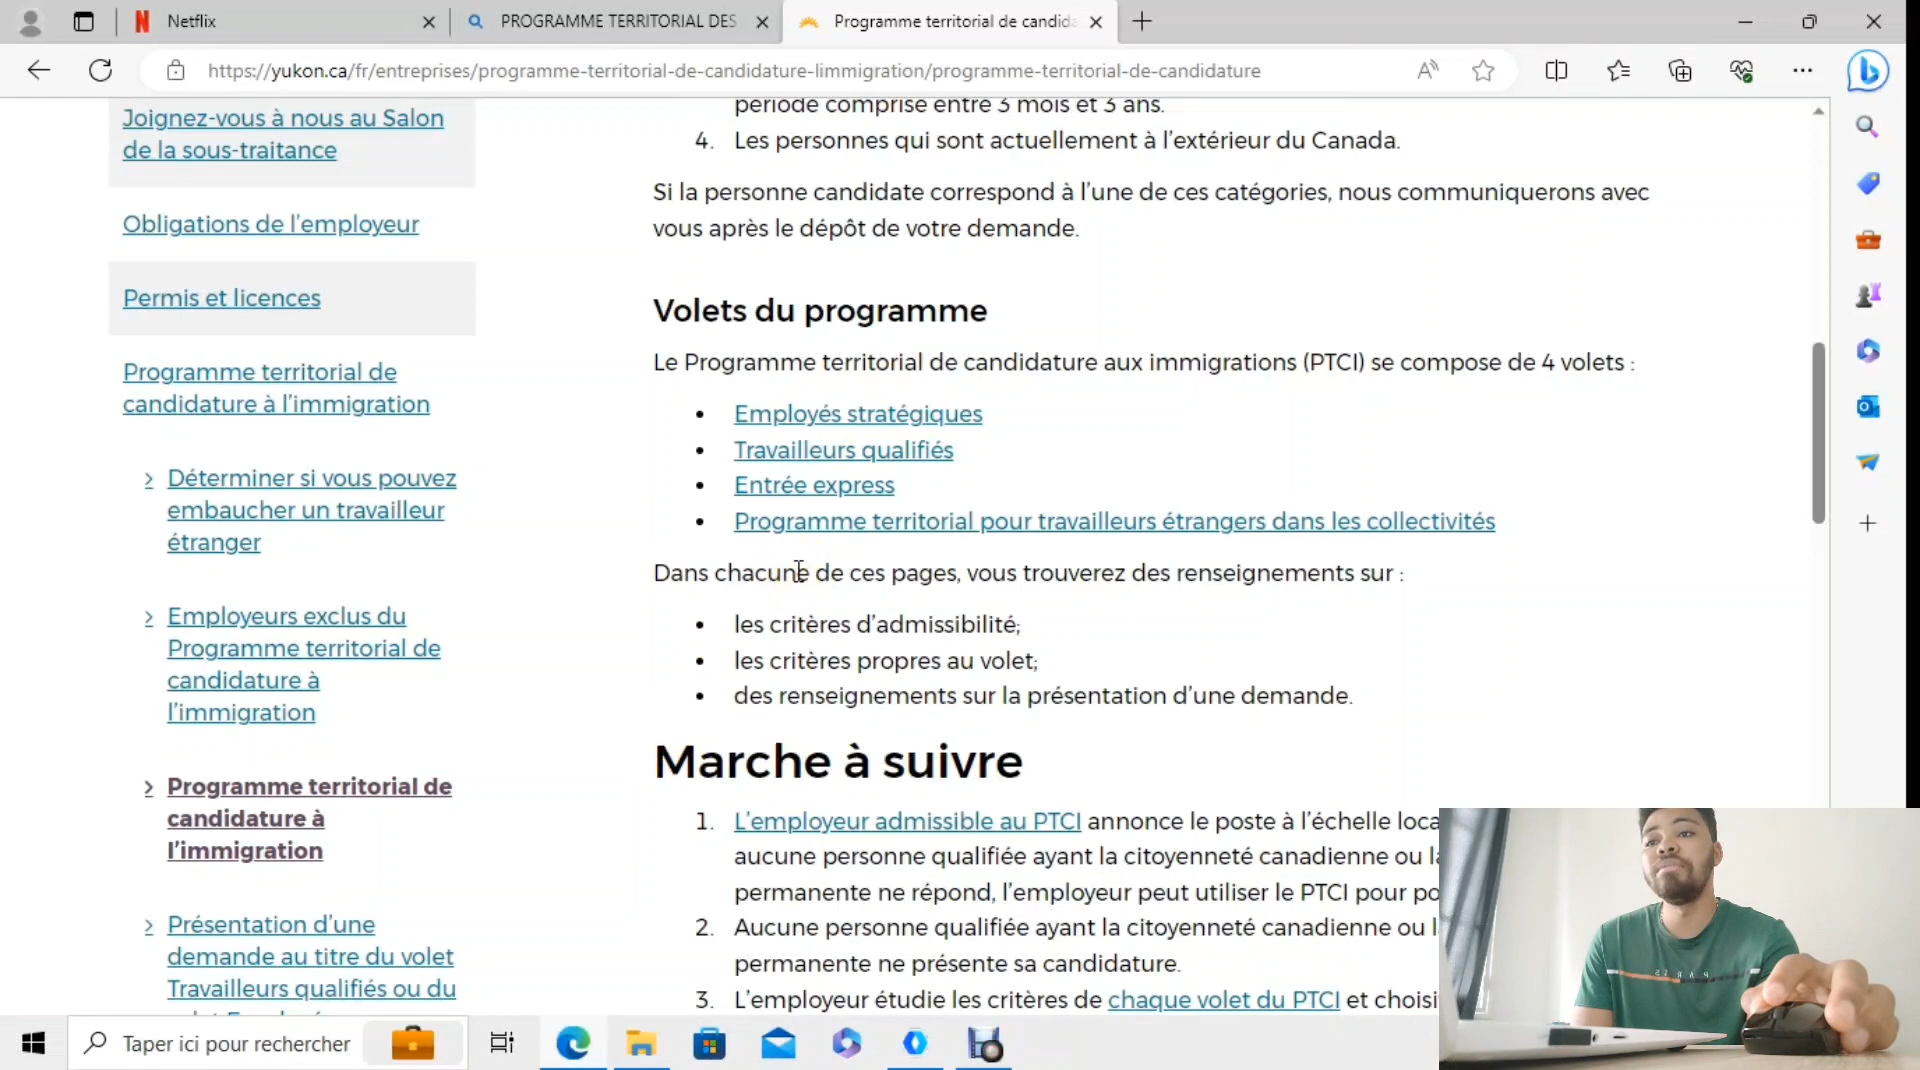 Netflix
PROGRAMME TERRITORIAL DES
Programme territorial de candida
https://yukon.ca/fr/entreprises/programme-territorial-de-candidature-limmigration/programme-territorial-de-candidature
Joignez-vous à nous au Salon
de la sous-traitance
Obligations de l'employeur
Permis et licences
Programme territorial de
candidature à l'immigration
> Déterminer si vous pouvez
embaucher un travailleur
étranger
> Employeurs exclus du
Programme territorial de
candidature à
l'immigration
> Programme territorial de
candidature à
l'immigration
> Présentation d'une
demande au titre du volet
Travailleurs qualifiés ou du
période comprise entre 3 mois et 3 ans.
4. Les personnes qui sont actuellement à l'extérieur du Canada.
Si la personne candidate correspond à l'une de ces catégories, nous communiquerons avec
vous après le dépôt de votre demande.
Volets du programme
Le Programme territorial de candidature aux immigrations (PTCI) se compose de 4 volets :
• Employés stratégiques
• Travailleurs qualifiés
• Entrée express
• Programme territorial pour travailleurs étrangers dans les collectivités
Dans chacune de ces pages, vous trouverez des renseignements sur :
• les critères d'admissibilité;
• les critères propres au volet;
• des renseignements sur la présentation d'une demande.
Marche à suivre
1. L'employeur admissible au PTCI annonce le poste à l'échelle loca
aucune personne qualifiée ayant la citoyenneté canadienne ou la
permanente ne répond, l'employeur peut utiliser le PTCI pour po
2. Aucune personne qualifiée ayant la citoyenneté canadienne ou l
permanente ne présente sa candidature.
3. L'employeur étudie les critères de chaque volet du PTCI et choisi
Taper ici pour rechercher